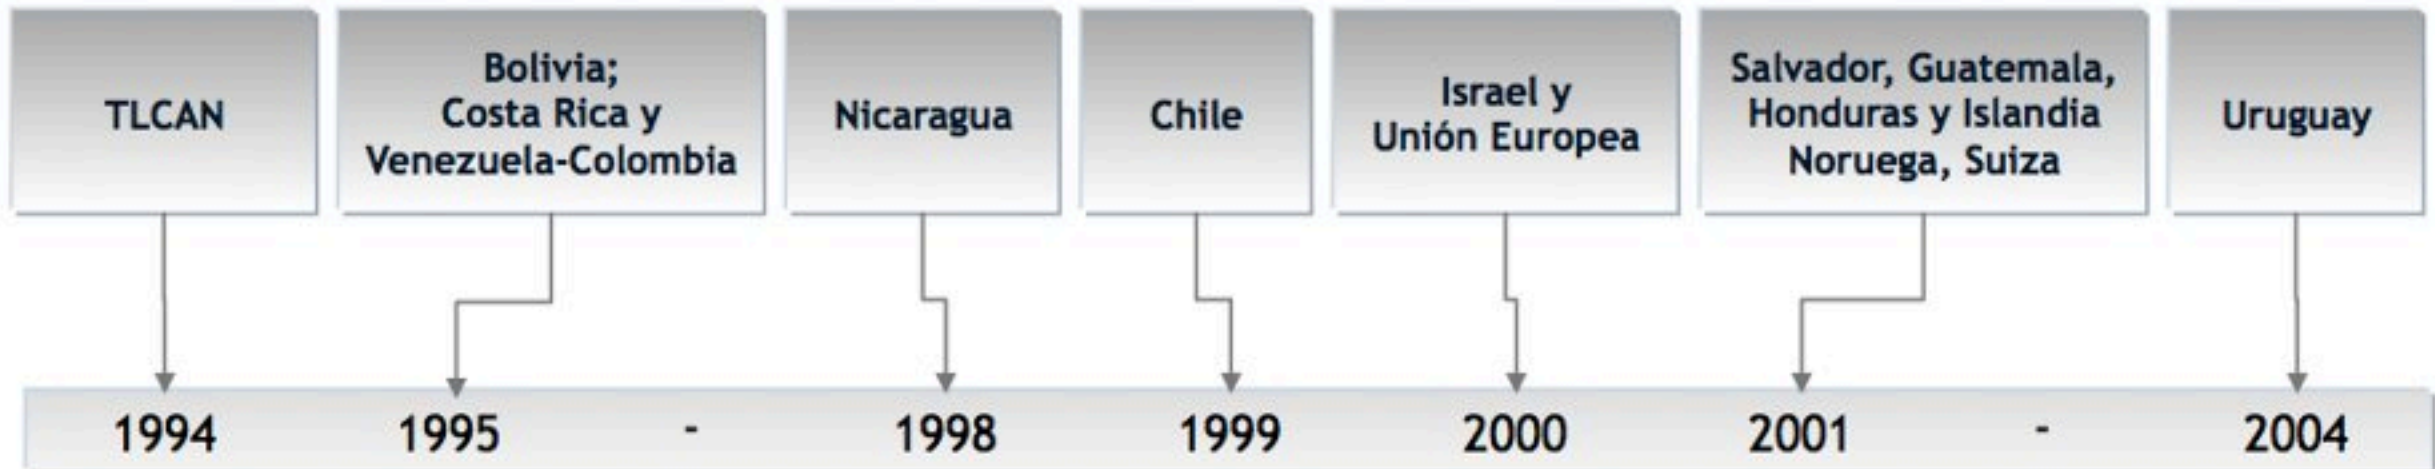 TLCAN
Bolivia;
Costa Rica y
Venezuela-Colombia
Nicaragua
Chile
Israel y
Unión Europea
Salvador, Guatemala,
Honduras y Islandia
Noruega, Suiza
Uruguay
1994 1995 - 1998 1999 2000 2001 - 2004